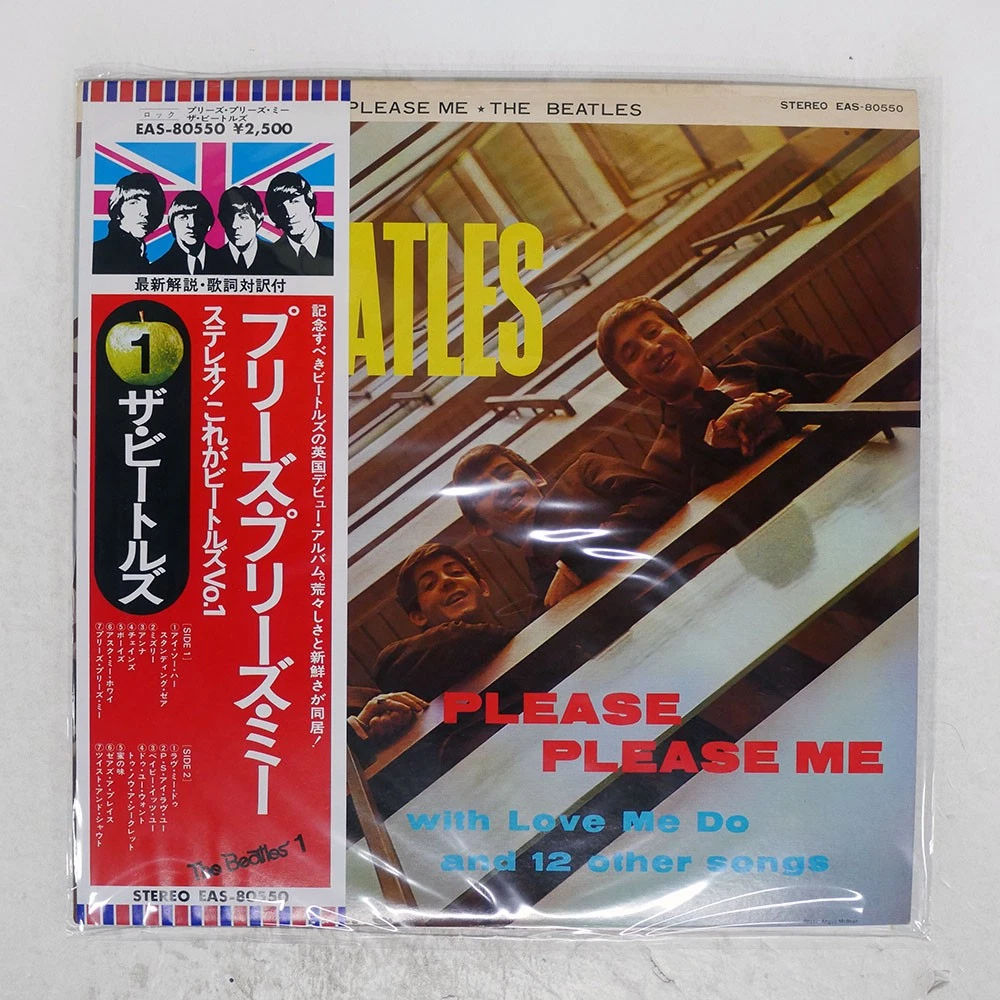 ロック
プリーズ・プリーズ・ミー
ザ・ビートルズ
EAS-80550 ¥2,500
最新解説・歌詞対訳付
記念すべきビートルズの英国デビュー・アルバム。荒々しさと新鮮さが同居!
プリーズ・プリーズ・ミー
ステレオ!これがビートルズVo.1
1
ザ・ビートルズ
[SIDE 1]
①アイ・ソー・ハー・
スタンディング・ゼア
②ミズリー
③アンナ
④チェインズ
⑤ボーイズ
⑥アスク・ミー・ホワイ
⑦プリーズ・プリーズ・ミー
[SIDE 2]
①ラヴ・ミー・ドゥ
②P・S・アイ・ラヴ・ユー
③ベイビー・イッツ・ユー
④ドゥ・ユー・ウォント・
トゥ・ノウ・ア・シークレット
⑤蜜の味
⑥ゼアズ・ア・プレイス
⑦ツイスト・アンド・シャウト
The Beatles 1
STEREO EAS-80550
PLEASE ME ★ THE BEATLES
STEREO EAS-80550
ATLES
PLEASE
PLEASE ME
with Love Me Do
and 12 other songs